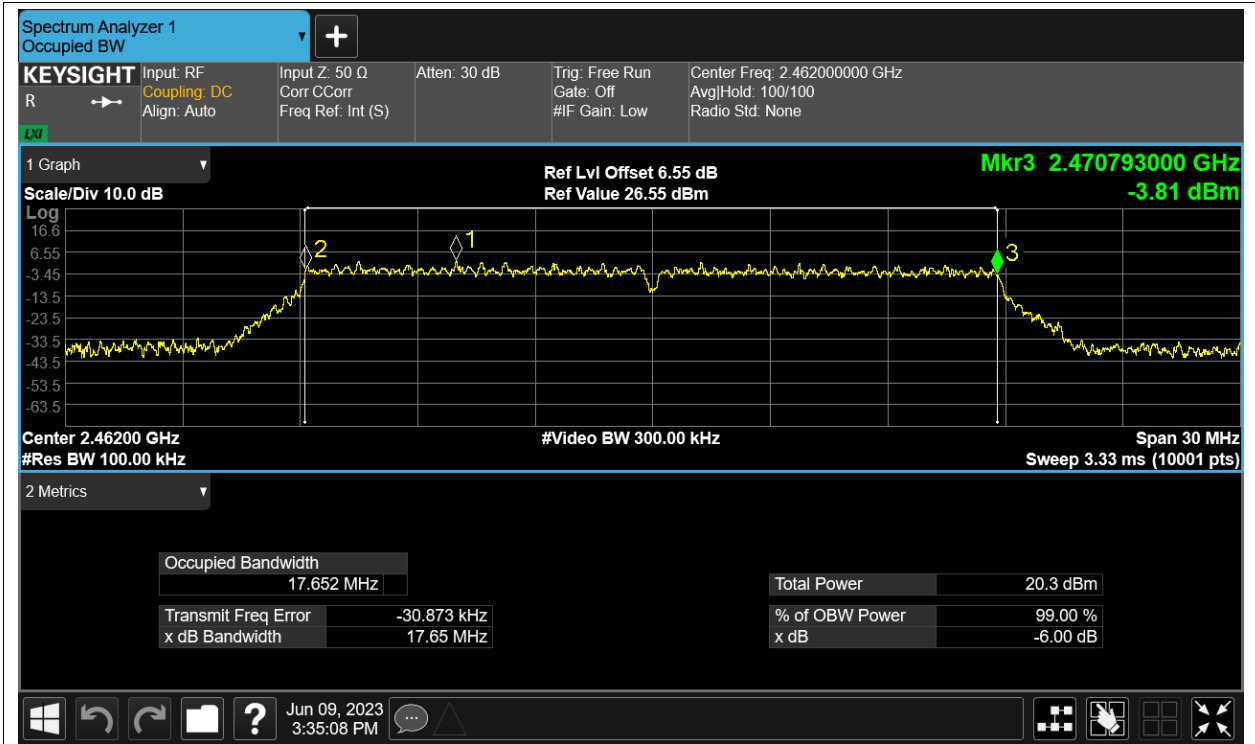 Spectrum Analyzer 1
Occupied BW
KEYSIGHT
R
LXI
Input: RF
Coupling: DC
Align: Auto
Input Z: 50 Ω
Corr CCorr
Freq Ref: Int (S)
Atten: 30 dB
Trig: Free Run
Gate: Off
#IF Gain: Low
Center Freq: 2.462000000 GHz
Avg|Hold: 100/100
Radio Std: None
1 Graph
Scale/Div 10.0 dB
Ref Lvl Offset 6.55 dB
Ref Value 26.55 dBm
Mkr3 2.470793000 GHz
-3.81 dBm
Log
16.6
6.55
-3.45
-13.5
-23.5
-33.5
-43.5
-53.5
-63.5
2
1
3
Center 2.46200 GHz
#Res BW 100.00 kHz
#Video BW 300.00 kHz
Span 30 MHz
Sweep 3.33 ms (10001 pts)
2 Metrics
Occupied Bandwidth
17.652 MHz
Transmit Freq Error -30.873 kHz
x dB Bandwidth 17.65 MHz
Total Power 20.3 dBm
% of OBW Power 99.00 %
x dB -6.00 dB
?
Jun 09, 2023
3:35:08 PM